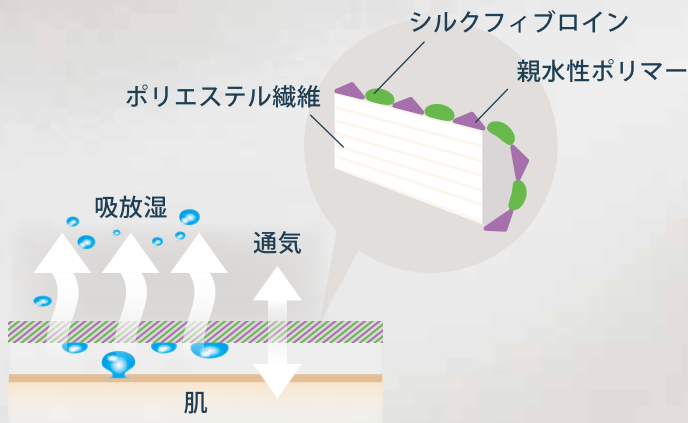 シルクフィブロイン
親水性ポリマー
ポリエステル繊維
吸放湿
通気
肌